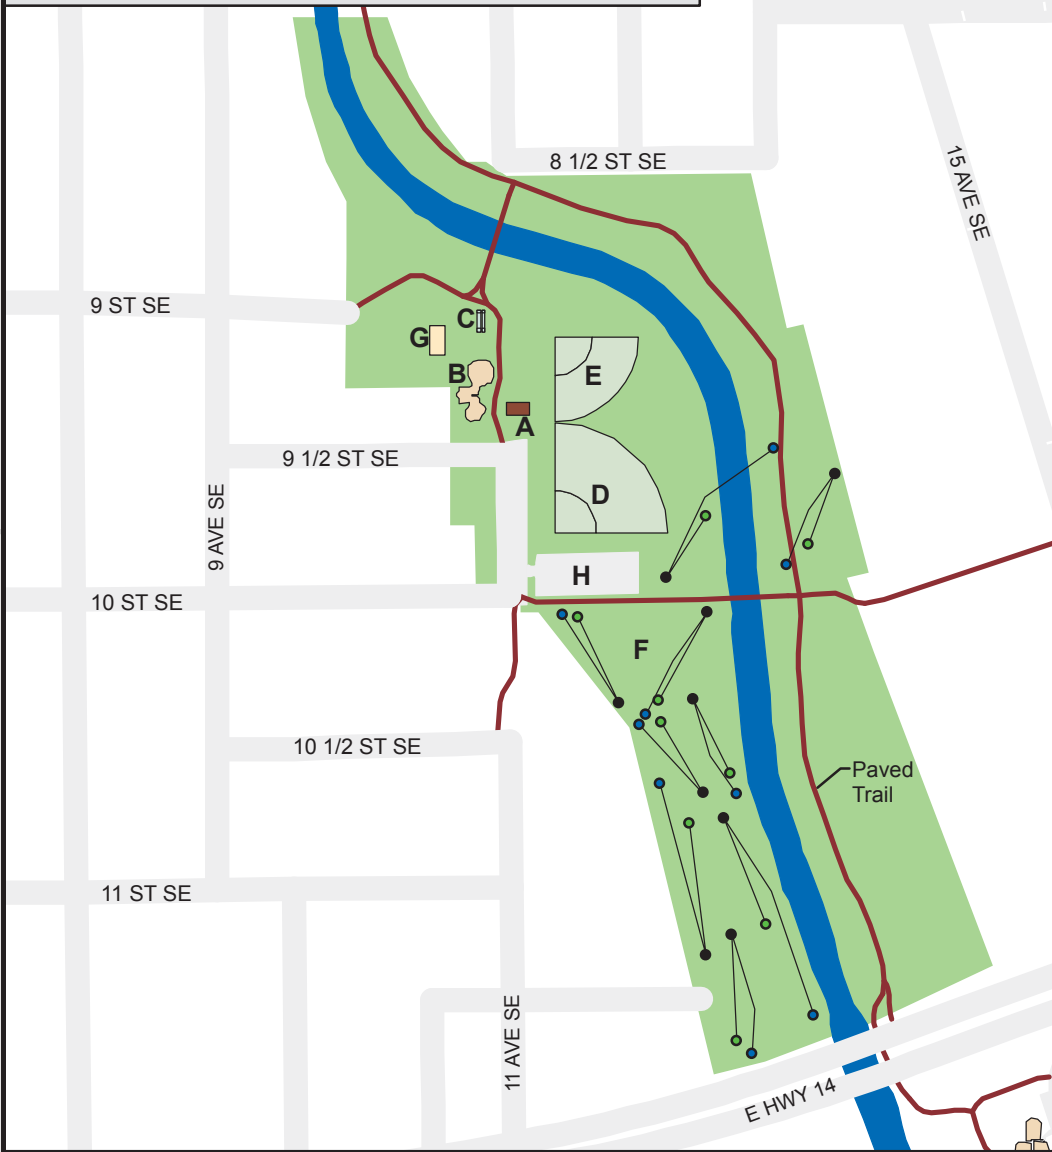 8 1/2 ST SE
15 AVE SE
9 ST SE
C
G
B
E
A
9 1/2 ST SE
D
9 AVE SE
H
10 ST SE
F
10 1/2 ST SE
Paved
Trail
11 ST SE
11 AVE SE
E HWY 14